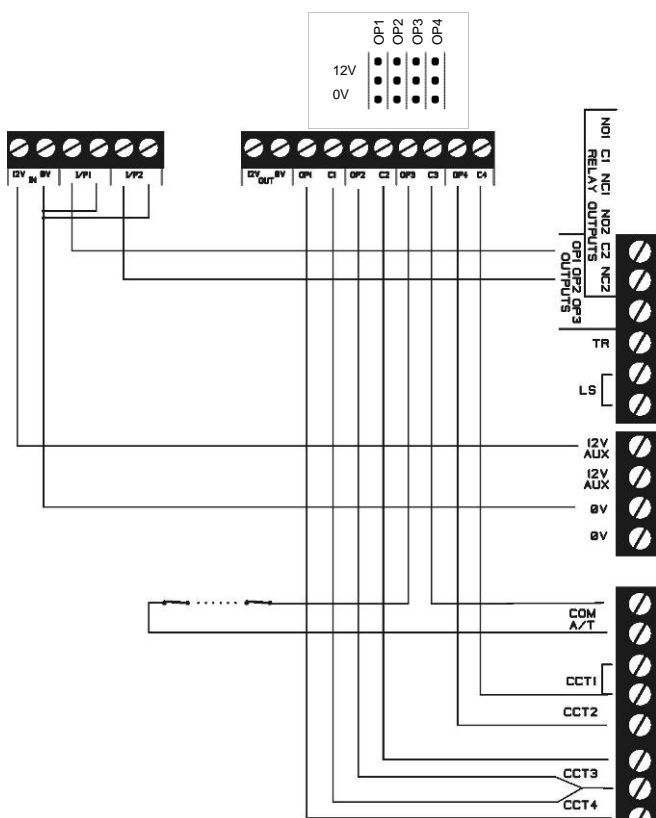 OP1 OP2 OP3 OP4
12V
0V
12V 0V I/P1 I/P2
IN
12V 0V OP1 C1 OP2 C2 OP3 C3 OP4 C4
OUT
NO1 C1 NC1 NO2 C2 NC2
RELAY OUTPUTS
OP1 OP2 OP3
OUTPUTS
TR
LS
12V
AUX
12V
AUX
0V
0V
COM
A/T
CCT1
CCT2
CCT3
CCT4